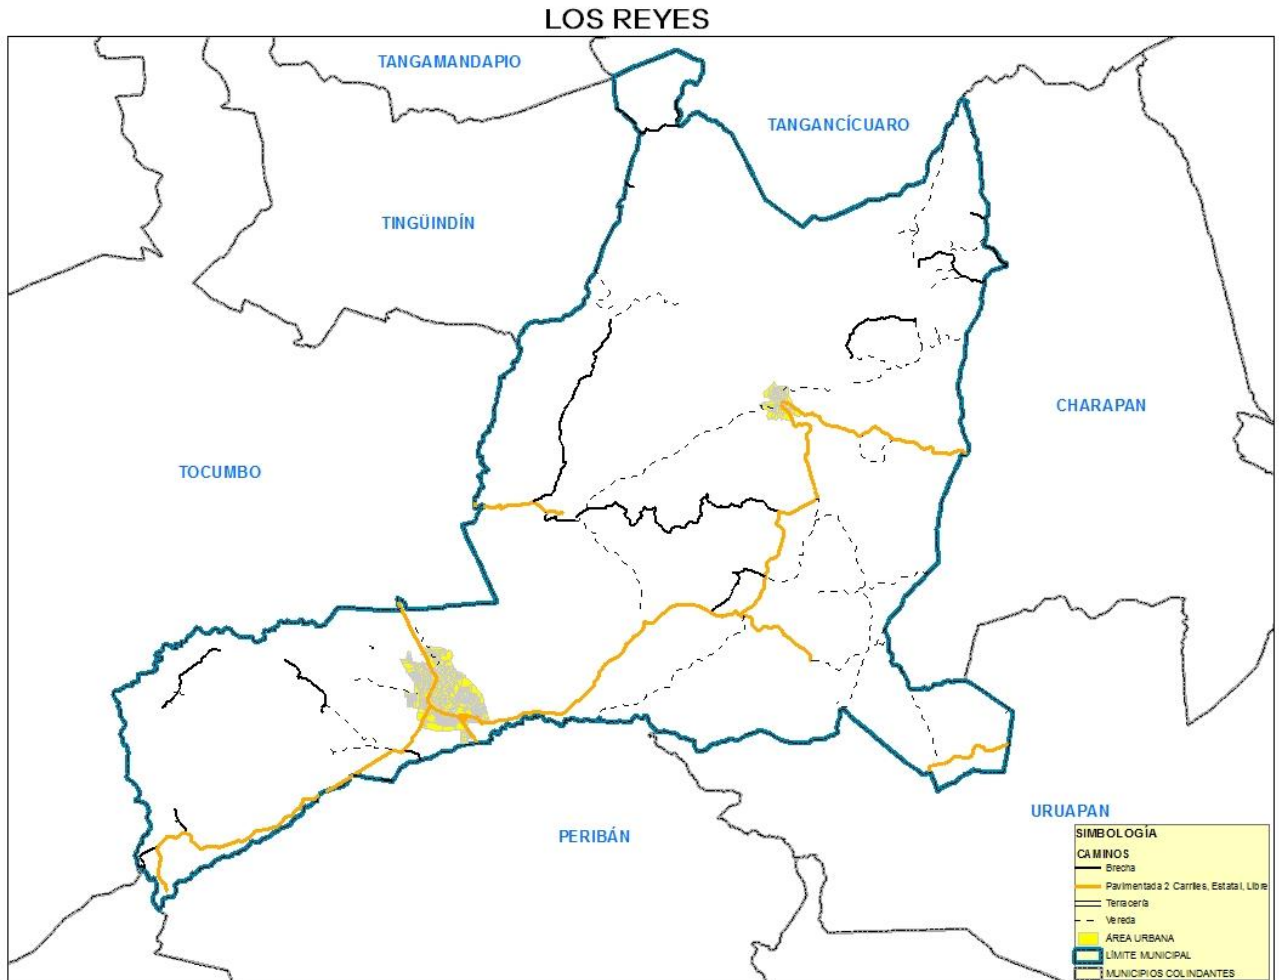 LOS REYES
TANGAMANDAPIO
TANGANCÍCUARO
TINGÜINDÍN
CHARAPAN
TOCUMBO
URUAPAN
PERIBÁN
SIMBOLOGÍA
CAMINOS
Brecha
Pavimentada 2 Carriles, Estatal, Libre
Terracería
Vereda
ÁREA URBANA
LÍMITE MUNICIPAL
MUNICIPIOS COLINDANTES